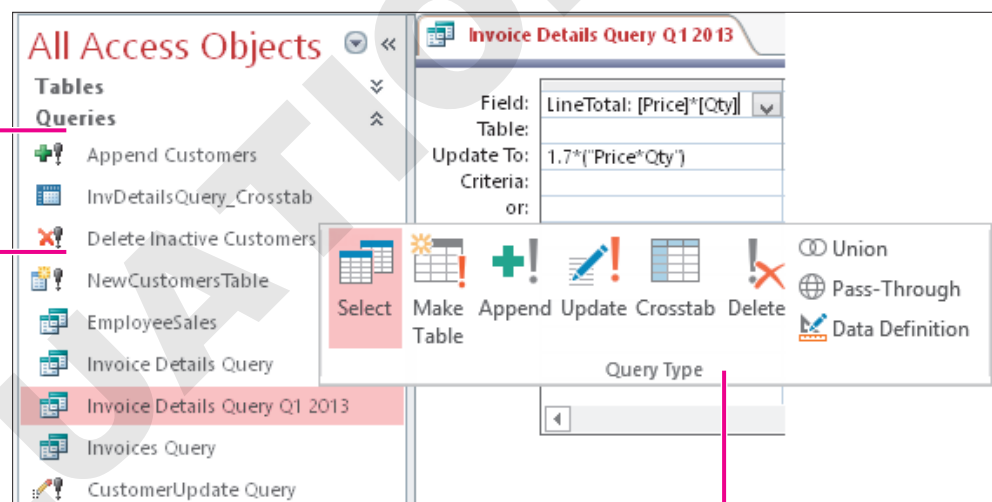 All Access Objects
Tables
Queries
Append Customers
InvDetailsQuery_Crosstab
Delete Inactive Customers
NewCustomersTable
EmployeeSales
Invoice Details Query
Invoice Details Query Q1 2013
Invoices Query
CustomerUpdate Query
Invoice Details Query Q1 2013
Field: LineTotal: [Price]*[Qty]
Table:
Update To: 1.7*("Price*Qty")
Criteria:
or:
Select
Make Table
Append
Update
Crosstab
Delete
Union
Pass-Through
Data Definition
Query Type